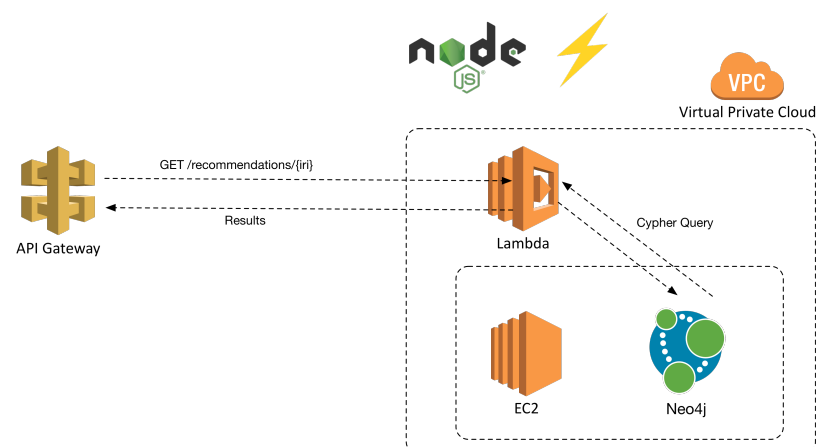 node
JS
VPC
Virtual Private Cloud
GET /recommendations/{iri}
Results
API Gateway
Lambda
Cypher Query
EC2
Neo4j